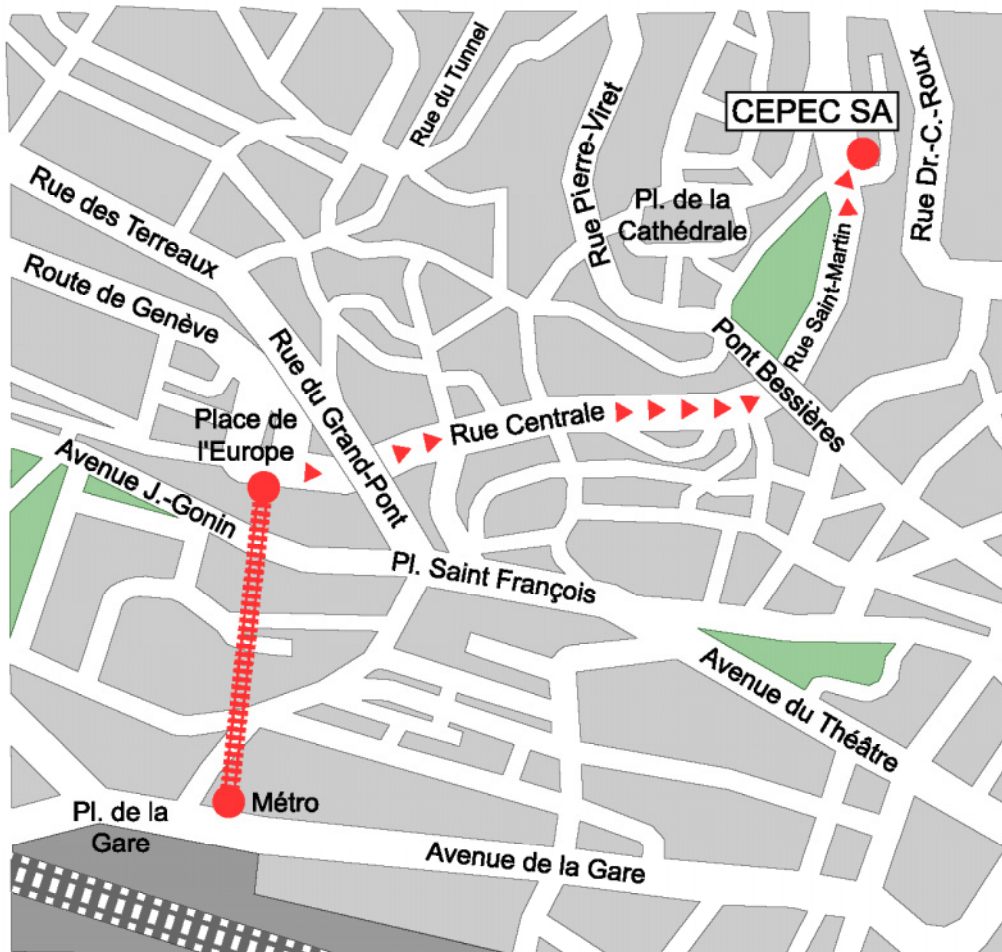 Rue du Tunnel
CEPEC SA
Rue Pierre-Viret
Rue Dr.-C.-Roux
Rue des Terreaux
Pl. de la
Cathédrale
Route de Genève
Rue Saint-Martin
Rue du Grand-Pont
Pont Bessières
Place de
l'Europe
Rue Centrale
Avenue J.-Gonin
Pl. Saint François
Avenue du Théâtre
Métro
Pl. de la
Gare
Avenue de la Gare